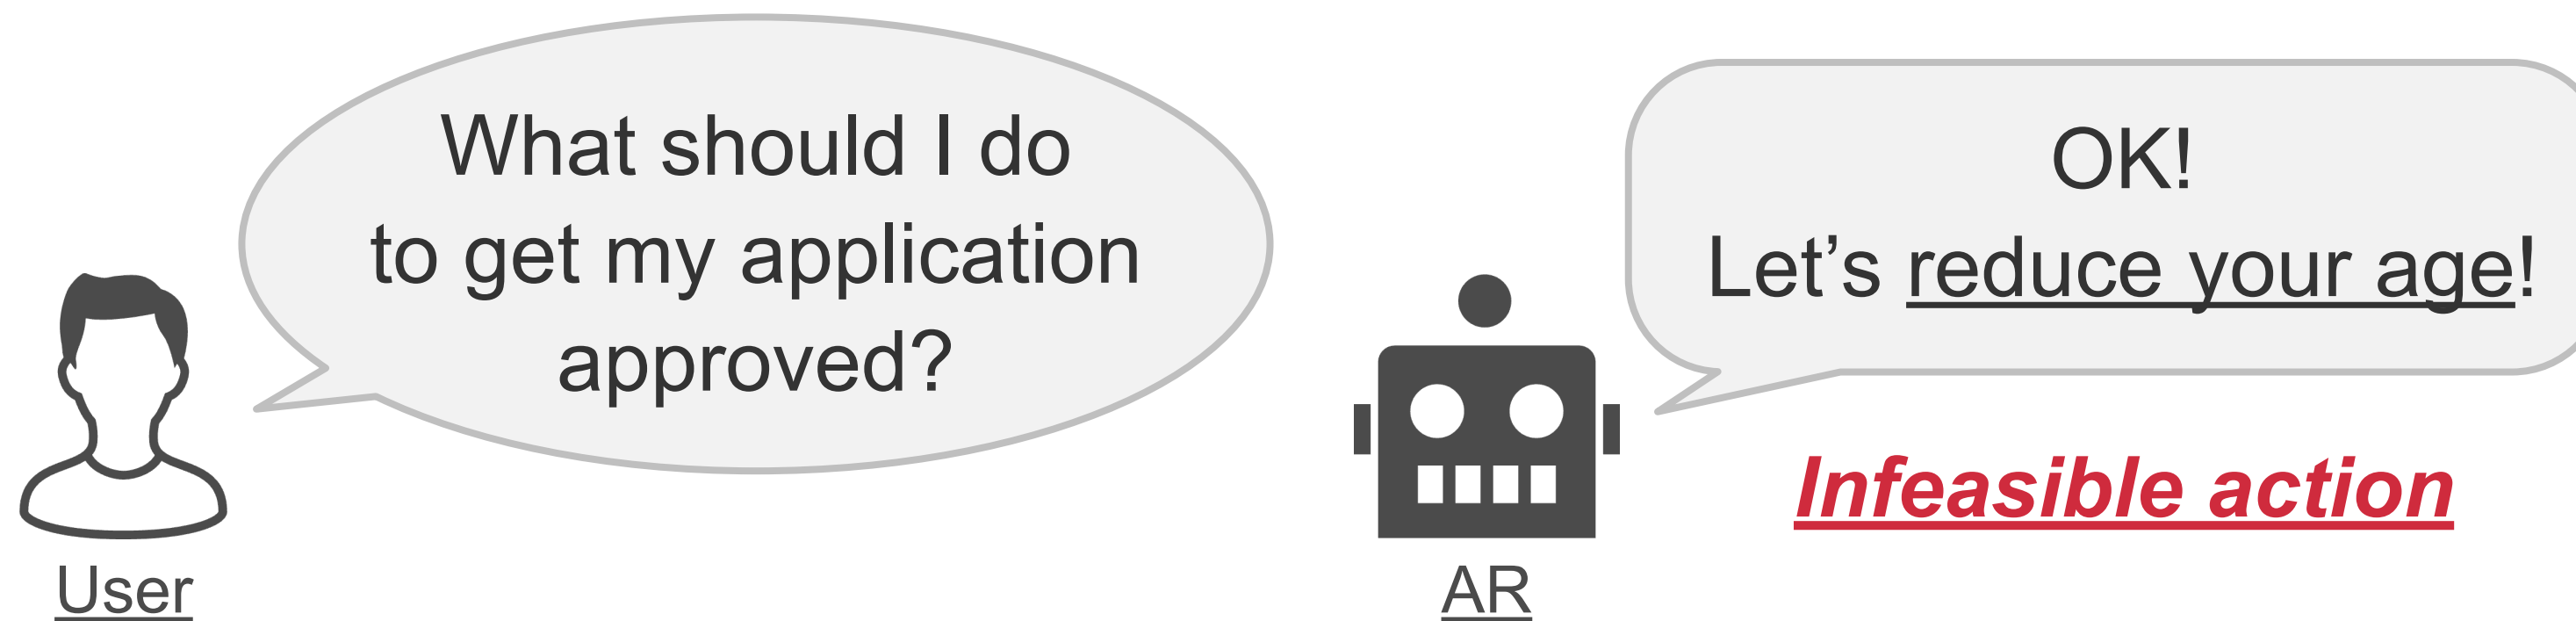 What should I do
to get my application
approved?
User
OK!
Let’s reduce your age!
Infeasible action
AR